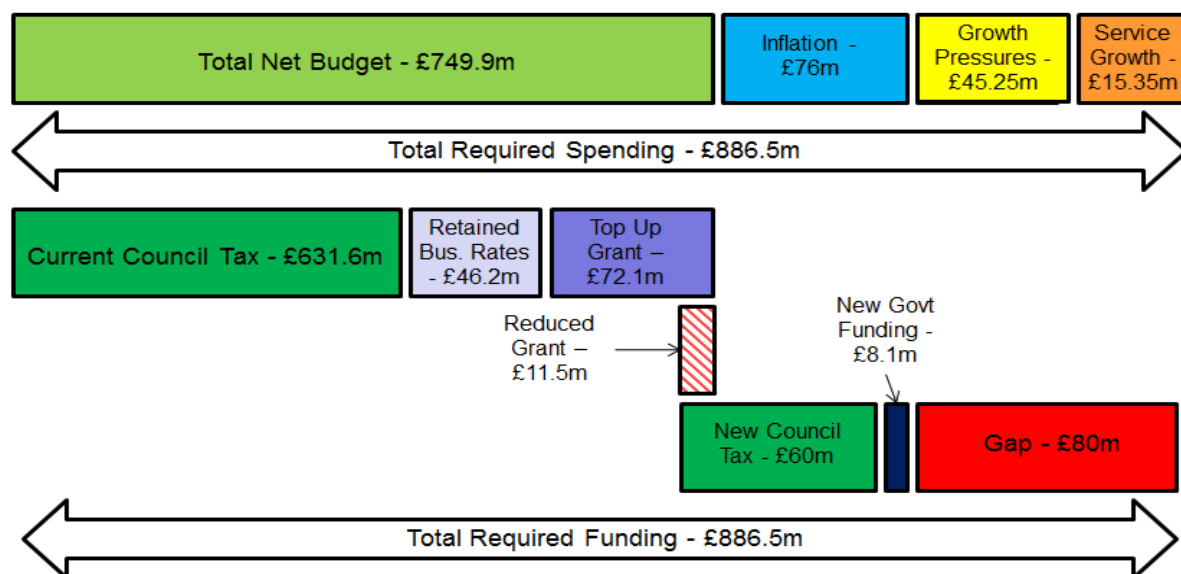 Total Net Budget - £749.9m
Inflation -
£76m
Growth
Pressures -
£45.25m
Service
Growth -
£15.35m
Total Required Spending - £886.5m
Current Council Tax - £631.6m
Retained
Bus. Rates
- £46.2m
Top Up
Grant –
£72.1m
Reduced
Grant –
£11.5m
New Govt
Funding -
£8.1m
New Council
Tax - £60m
Gap - £80m
Total Required Funding - £886.5m